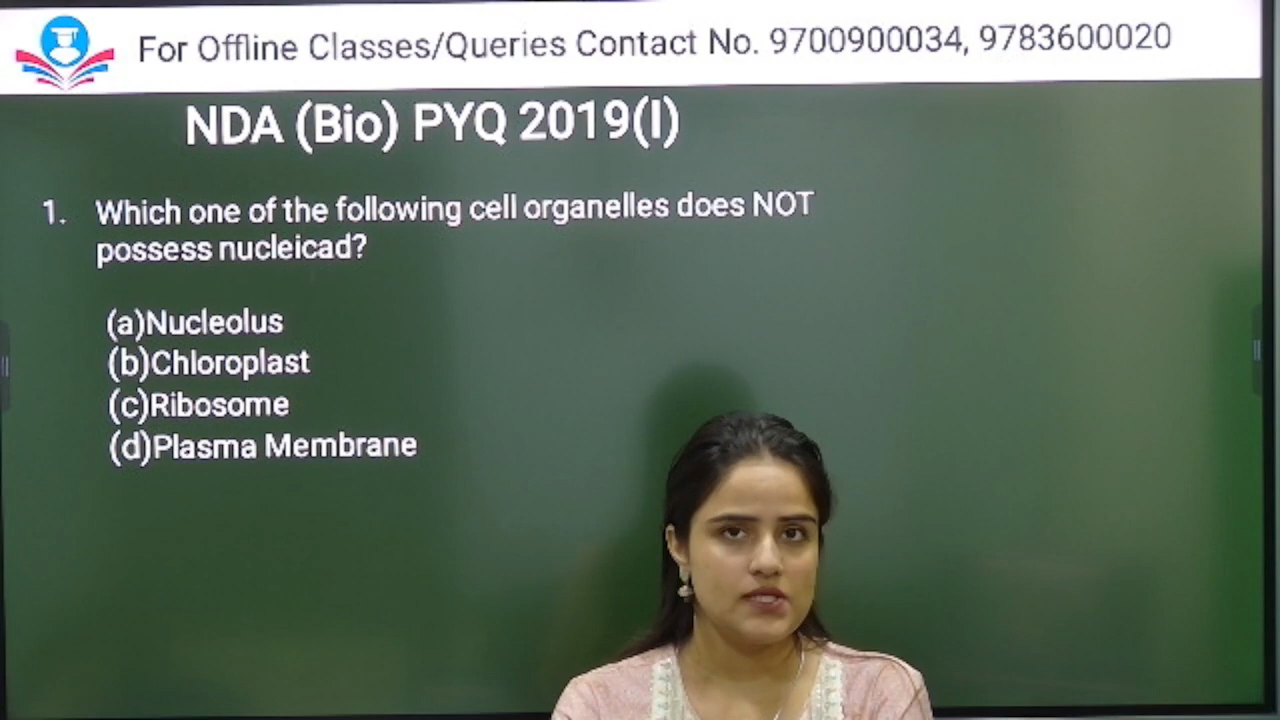 For Offline Classes/Queries Contact No. 9700900034, 9783600020
NDA (Bio) PYQ 2019(I)
1. Which one of the following cell organelles does NOT
possess nucleicad?
(a)Nucleolus
(b)Chloroplast
(c)Ribosome
(d)Plasma Membrane